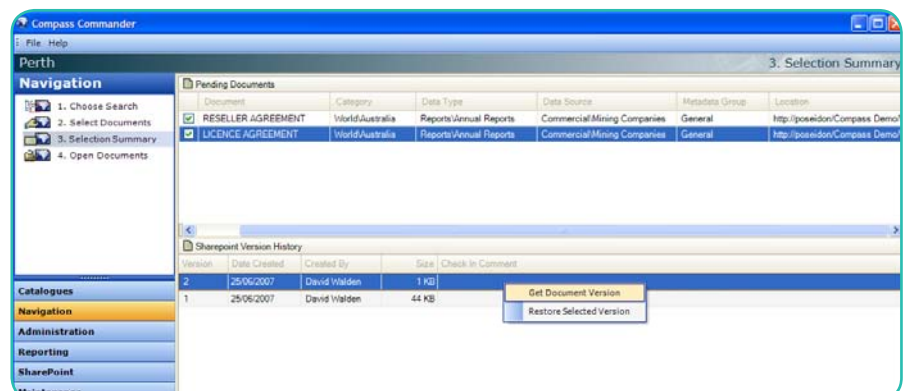 Compass Commander
File Help
Perth
3. Selection Summary
Navigation
1. Choose Search
2. Select Documents
3. Selection Summary
4. Open Documents
Pending Documents
Document Category Data Type Data Source Metadata Group Location
RESELLER AGREEMENT World\Australia Reports\Annual Reports Commercial\Mining Companies General http://poseidon/Compass Demo/
LICENCE AGREEMENT World\Australia Reports\Annual Reports Commercial\Mining Companies General http://poseidon/Compass Demo/
Sharepoint Version History
Version Date Created Created By Size Check In Comment
2 25/06/2007 David Walden 1 KB
1 25/06/2007 David Walden 44 KB
Get Document Version
Restore Selected Version
Catalogues
Navigation
Administration
Reporting
SharePoint